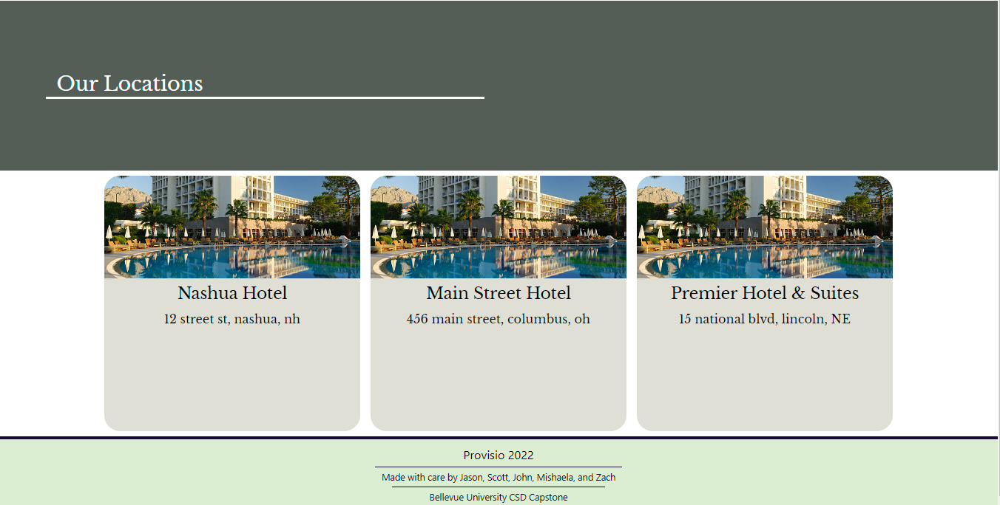 Our Locations
Nashua Hotel
12 street st, nashua, nh
Main Street Hotel
456 main street, columbus, oh
Premier Hotel & Suites
15 national blvd, lincoln, NE
Provisio 2022
Made with care by Jason, Scott, John, Mishaela, and Zach
Bellevue University CSD Capstone